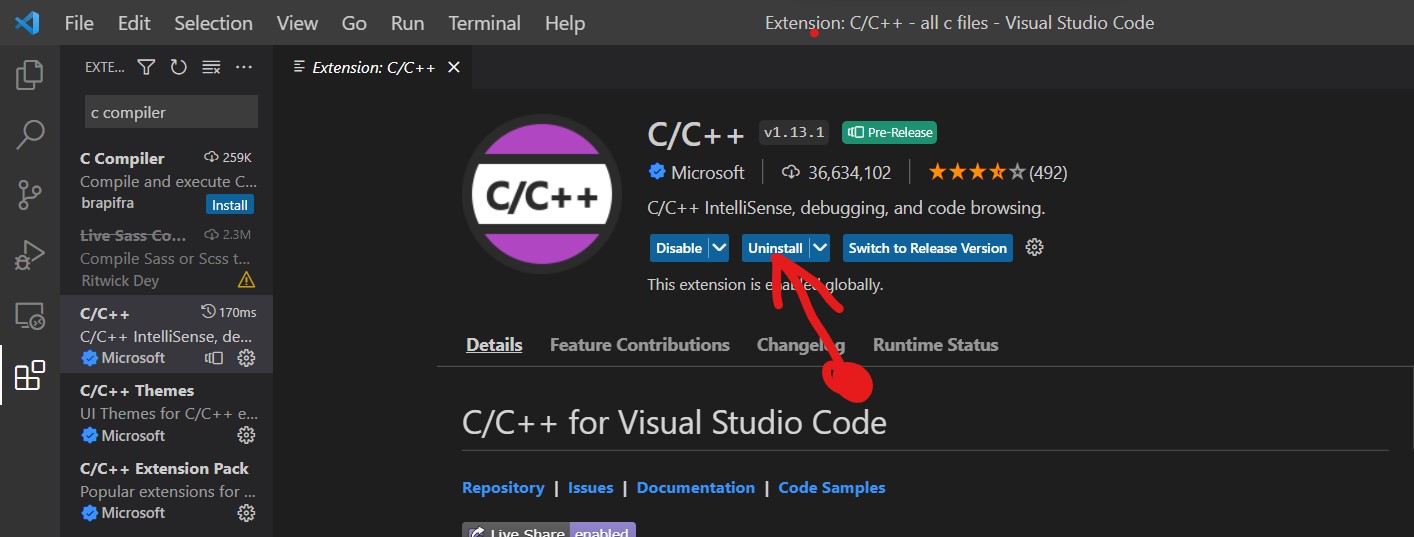 File Edit Selection View Go Run Terminal Help Extension: C/C++ - all c files - Visual Studio Code
EXTE... ···
c compiler
C Compiler 259K
Compile and execute C...
brapifra Install
Live Sass Co... 2.3M
Compile Sass or Scss t...
Ritwick Dey
C/C++ 170ms
C/C++ IntelliSense, de...
Microsoft
C/C++ Themes
UI Themes for C/C++ e...
Microsoft
C/C++ Extension Pack
Popular extensions for ...
Microsoft
Extension: C/C++
C/C++
C/C++ v1.13.1 Pre-Release
Microsoft | 36,634,102 | (492)
C/C++ IntelliSense, debugging, and code browsing.
Disable Uninstall Switch to Release Version
This extension is enabled globally.
Details Feature Contributions Changelog Runtime Status
C/C++ for Visual Studio Code
Repository | Issues | Documentation | Code Samples
Live Share enabled